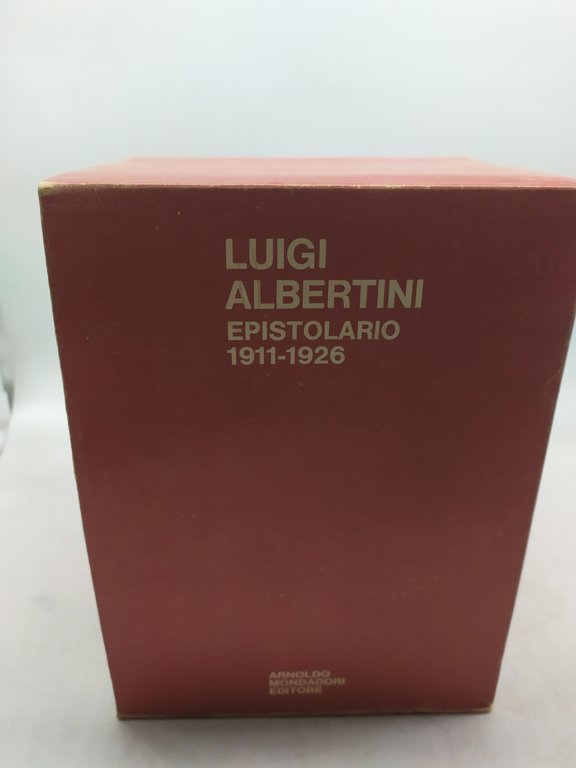 LUIGI
ALBERTINI
EPISTOLARIO
1911-1926
ARNOLDO
MONDADORI
EDITORE